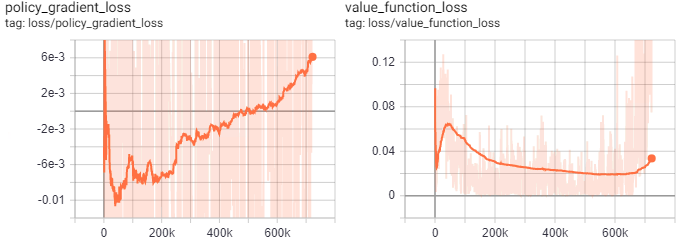 policy_gradient_loss
tag: loss/policy_gradient_loss
6e-3
2e-3
-2e-3
-6e-3
-0.01
0 200k 400k 600k
value_function_loss
tag: loss/value_function_loss
0.12
0.08
0.04
0
0 200k 400k 600k